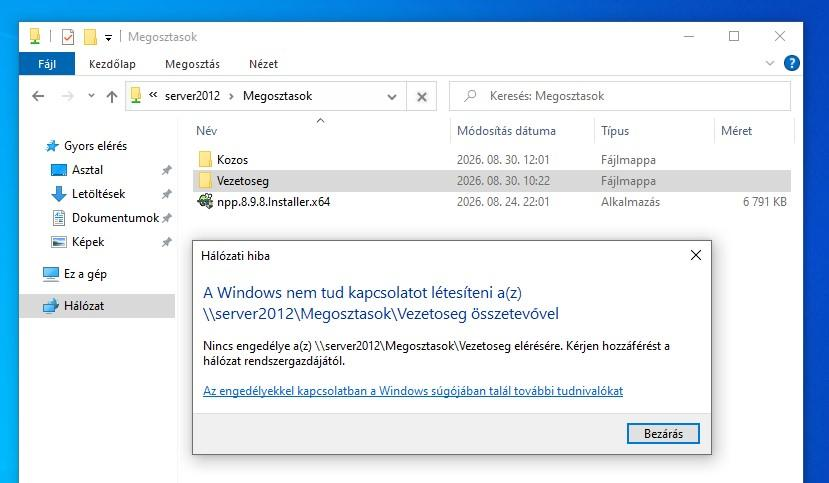 Megosztasok
Fájl Kezdőlap Megosztás Nézet
« server2012 > Megosztasok
Keresés: Megosztasok
Név Módosítás dátuma Típus Méret
Gyors elérés
Asztal
Letöltések
Dokumentumok
Képek
Ez a gép
Hálózat
Kozos 2026. 08. 30. 12:01 Fájlmappa
Vezetoseg 2026. 08. 30. 10:22 Fájlmappa
npp.8.9.8.Installer.x64 2026. 08. 24. 22:01 Alkalmazás 6 791 KB
Hálózati hiba
A Windows nem tud kapcsolatot létesíteni a(z)
\\server2012\Megosztasok\Vezetoseg összetevővel
Nincs engedélye a(z) \\server2012\Megosztasok\Vezetoseg elérésére. Kérjen hozzáférést a
hálózat rendszergazdájától.
Az engedélyekkel kapcsolatban a Windows súgójában talál további tudnivalókat
Bezárás